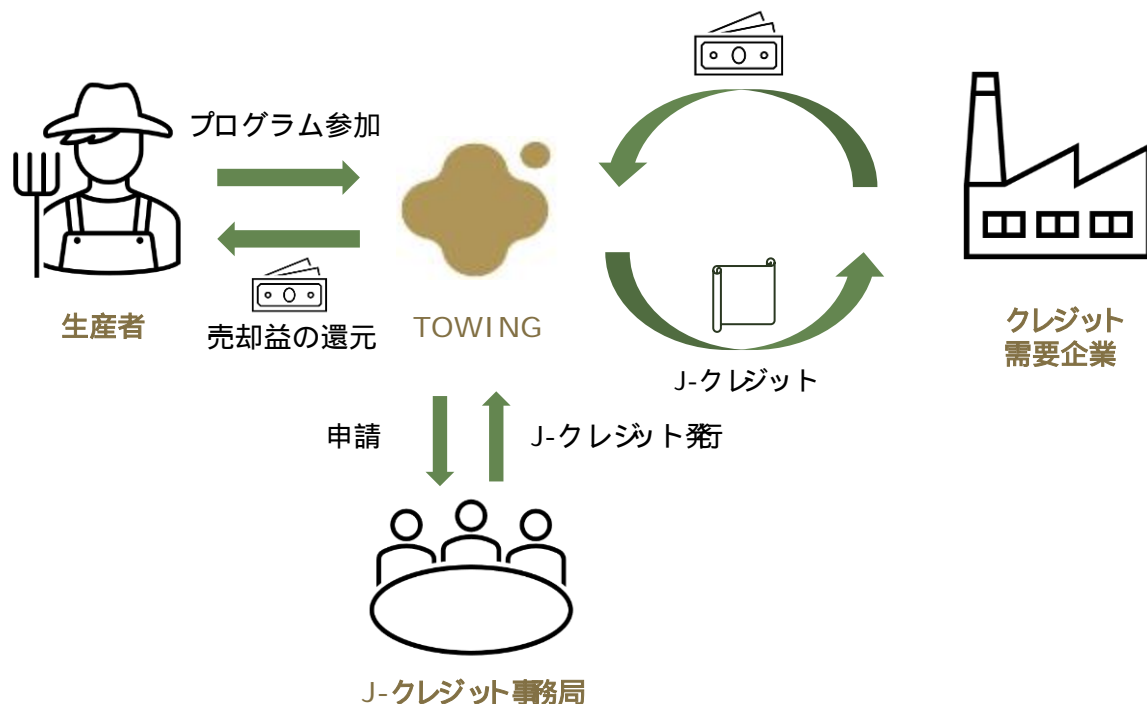 プログラム参加
生産者
売却益の還元
TOWING
J-クレジット
クレジット
需要企業
申請
J-クレジット発行
J-クレジット事務局